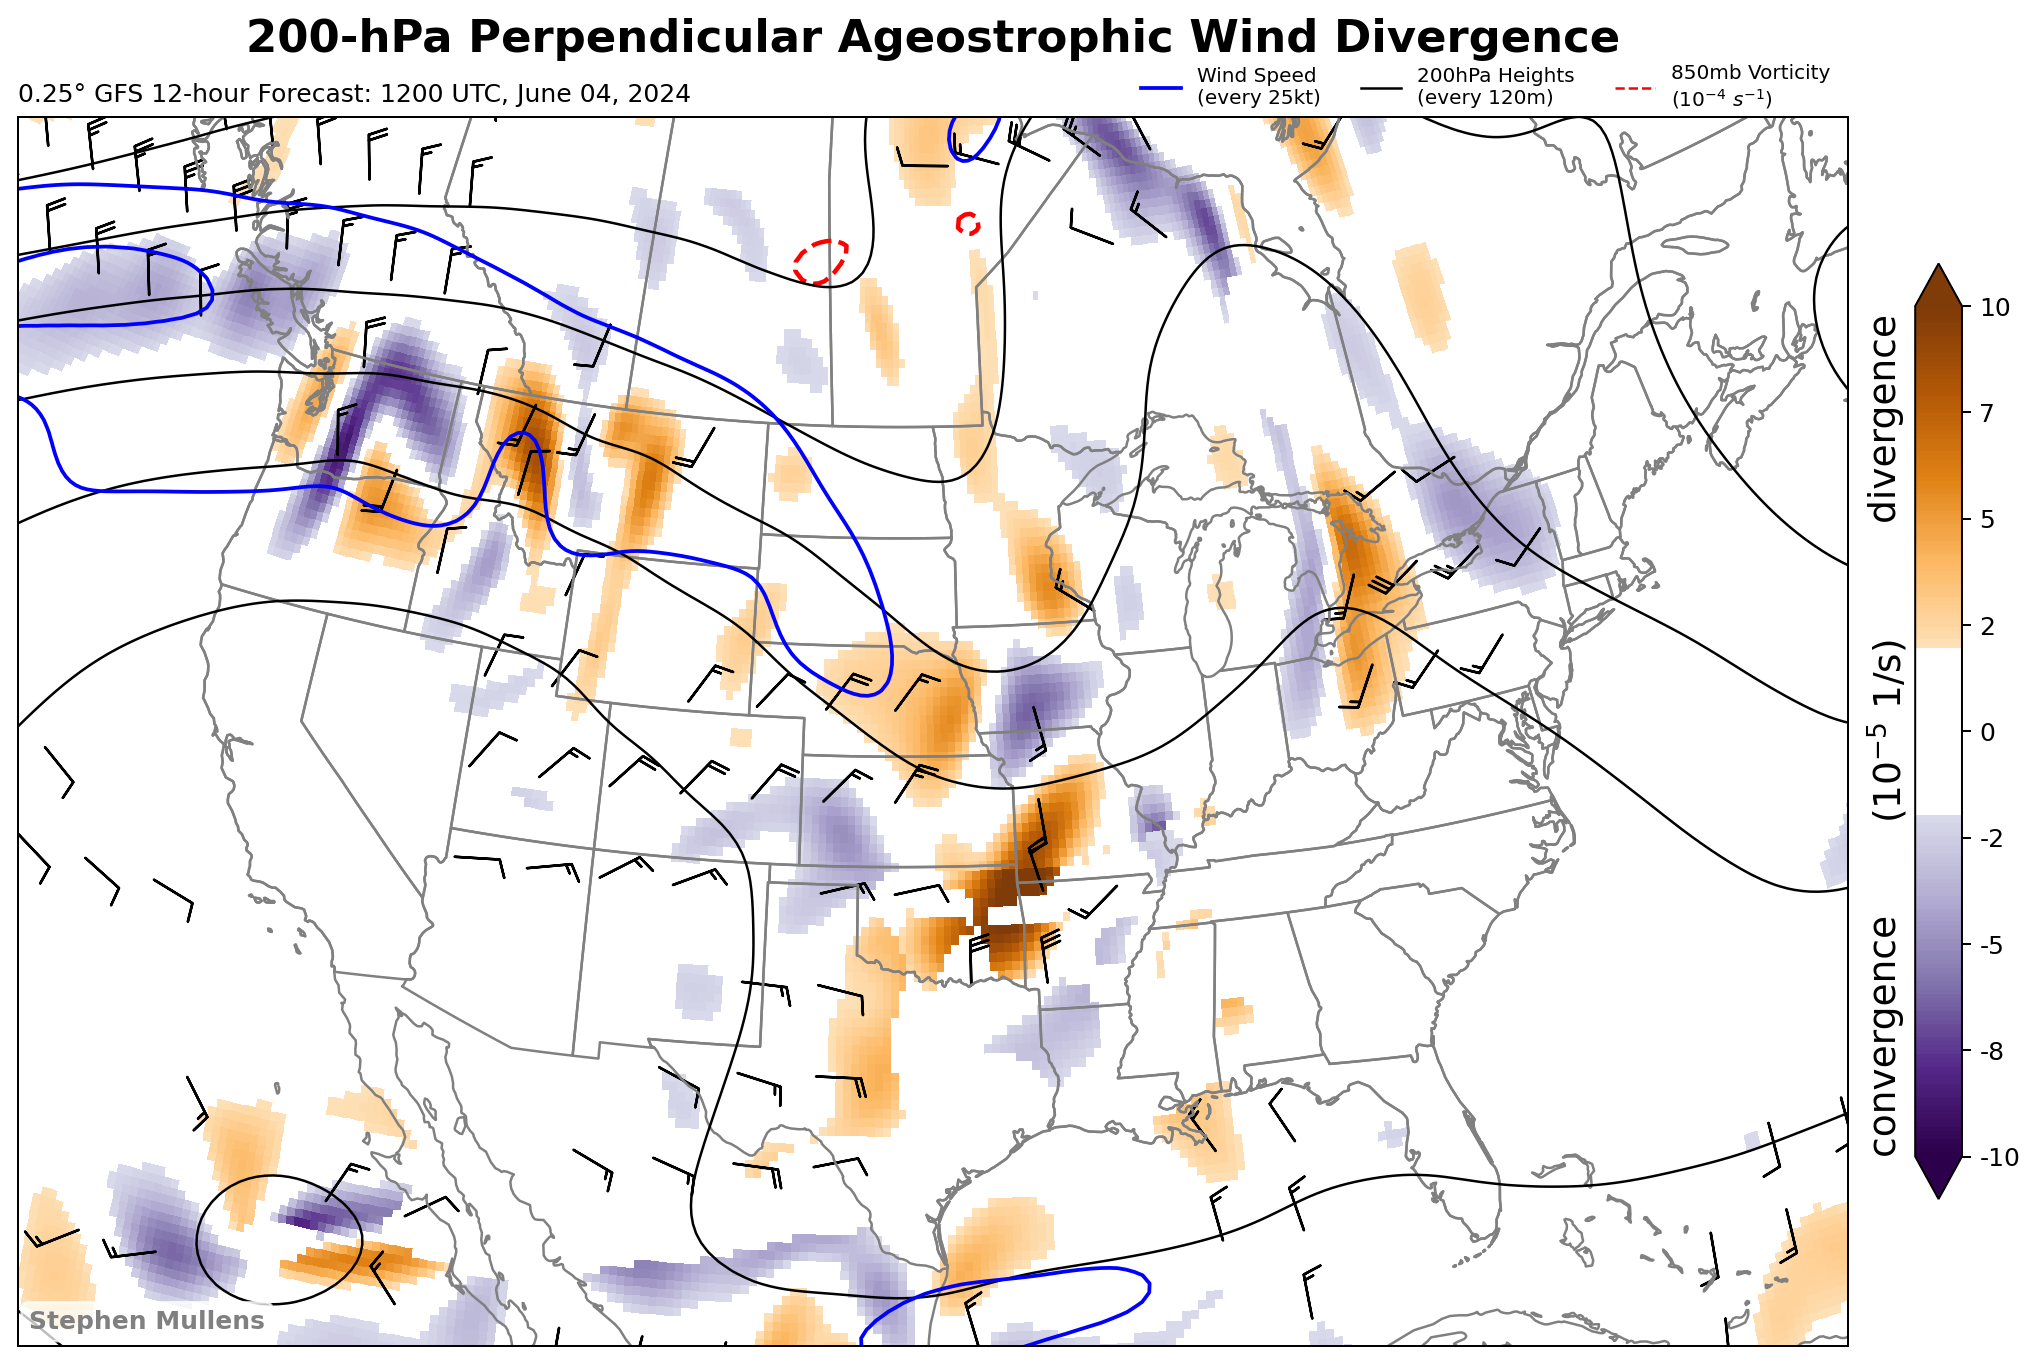 200-hPa Perpendicular Ageostrophic Wind Divergence
0.25° GFS 12-hour Forecast: 1200 UTC, June 04, 2024
Wind Speed
(every 25kt)
200hPa Heights
(every 120m)
850mb Vorticity
(10⁻⁴ s⁻¹)
10
7
5
2
0
-2
-5
-8
-10
convergence (10⁻⁵ 1/s) divergence
Stephen Mullens